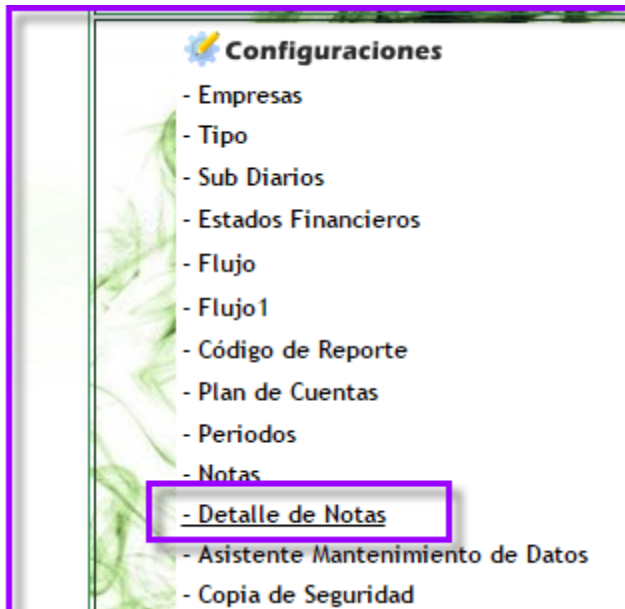 Configuraciones
- Empresas
- Tipo
- Sub Diarios
- Estados Financieros
- Flujo
- Flujo1
- Código de Reporte
- Plan de Cuentas
- Periodos
- Notas
- Detalle de Notas
- Asistente Mantenimiento de Datos
- Copia de Seguridad